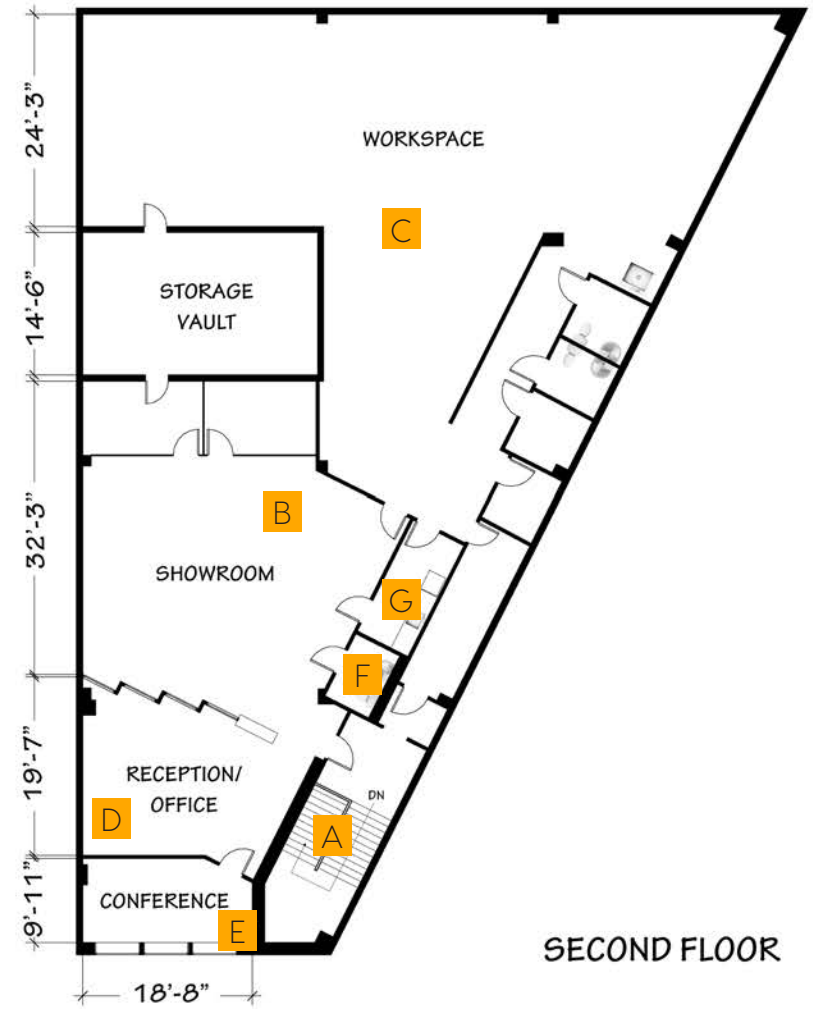 24'-3"
WORKSPACE
C
14'-6"
STORAGE
VAULT
32'-3"
B
SHOWROOM
G
F
19'-7"
RECEPTION/
OFFICE
DN
D
A
9'-11"
CONFERENCE
E
SECOND FLOOR
18'-8"